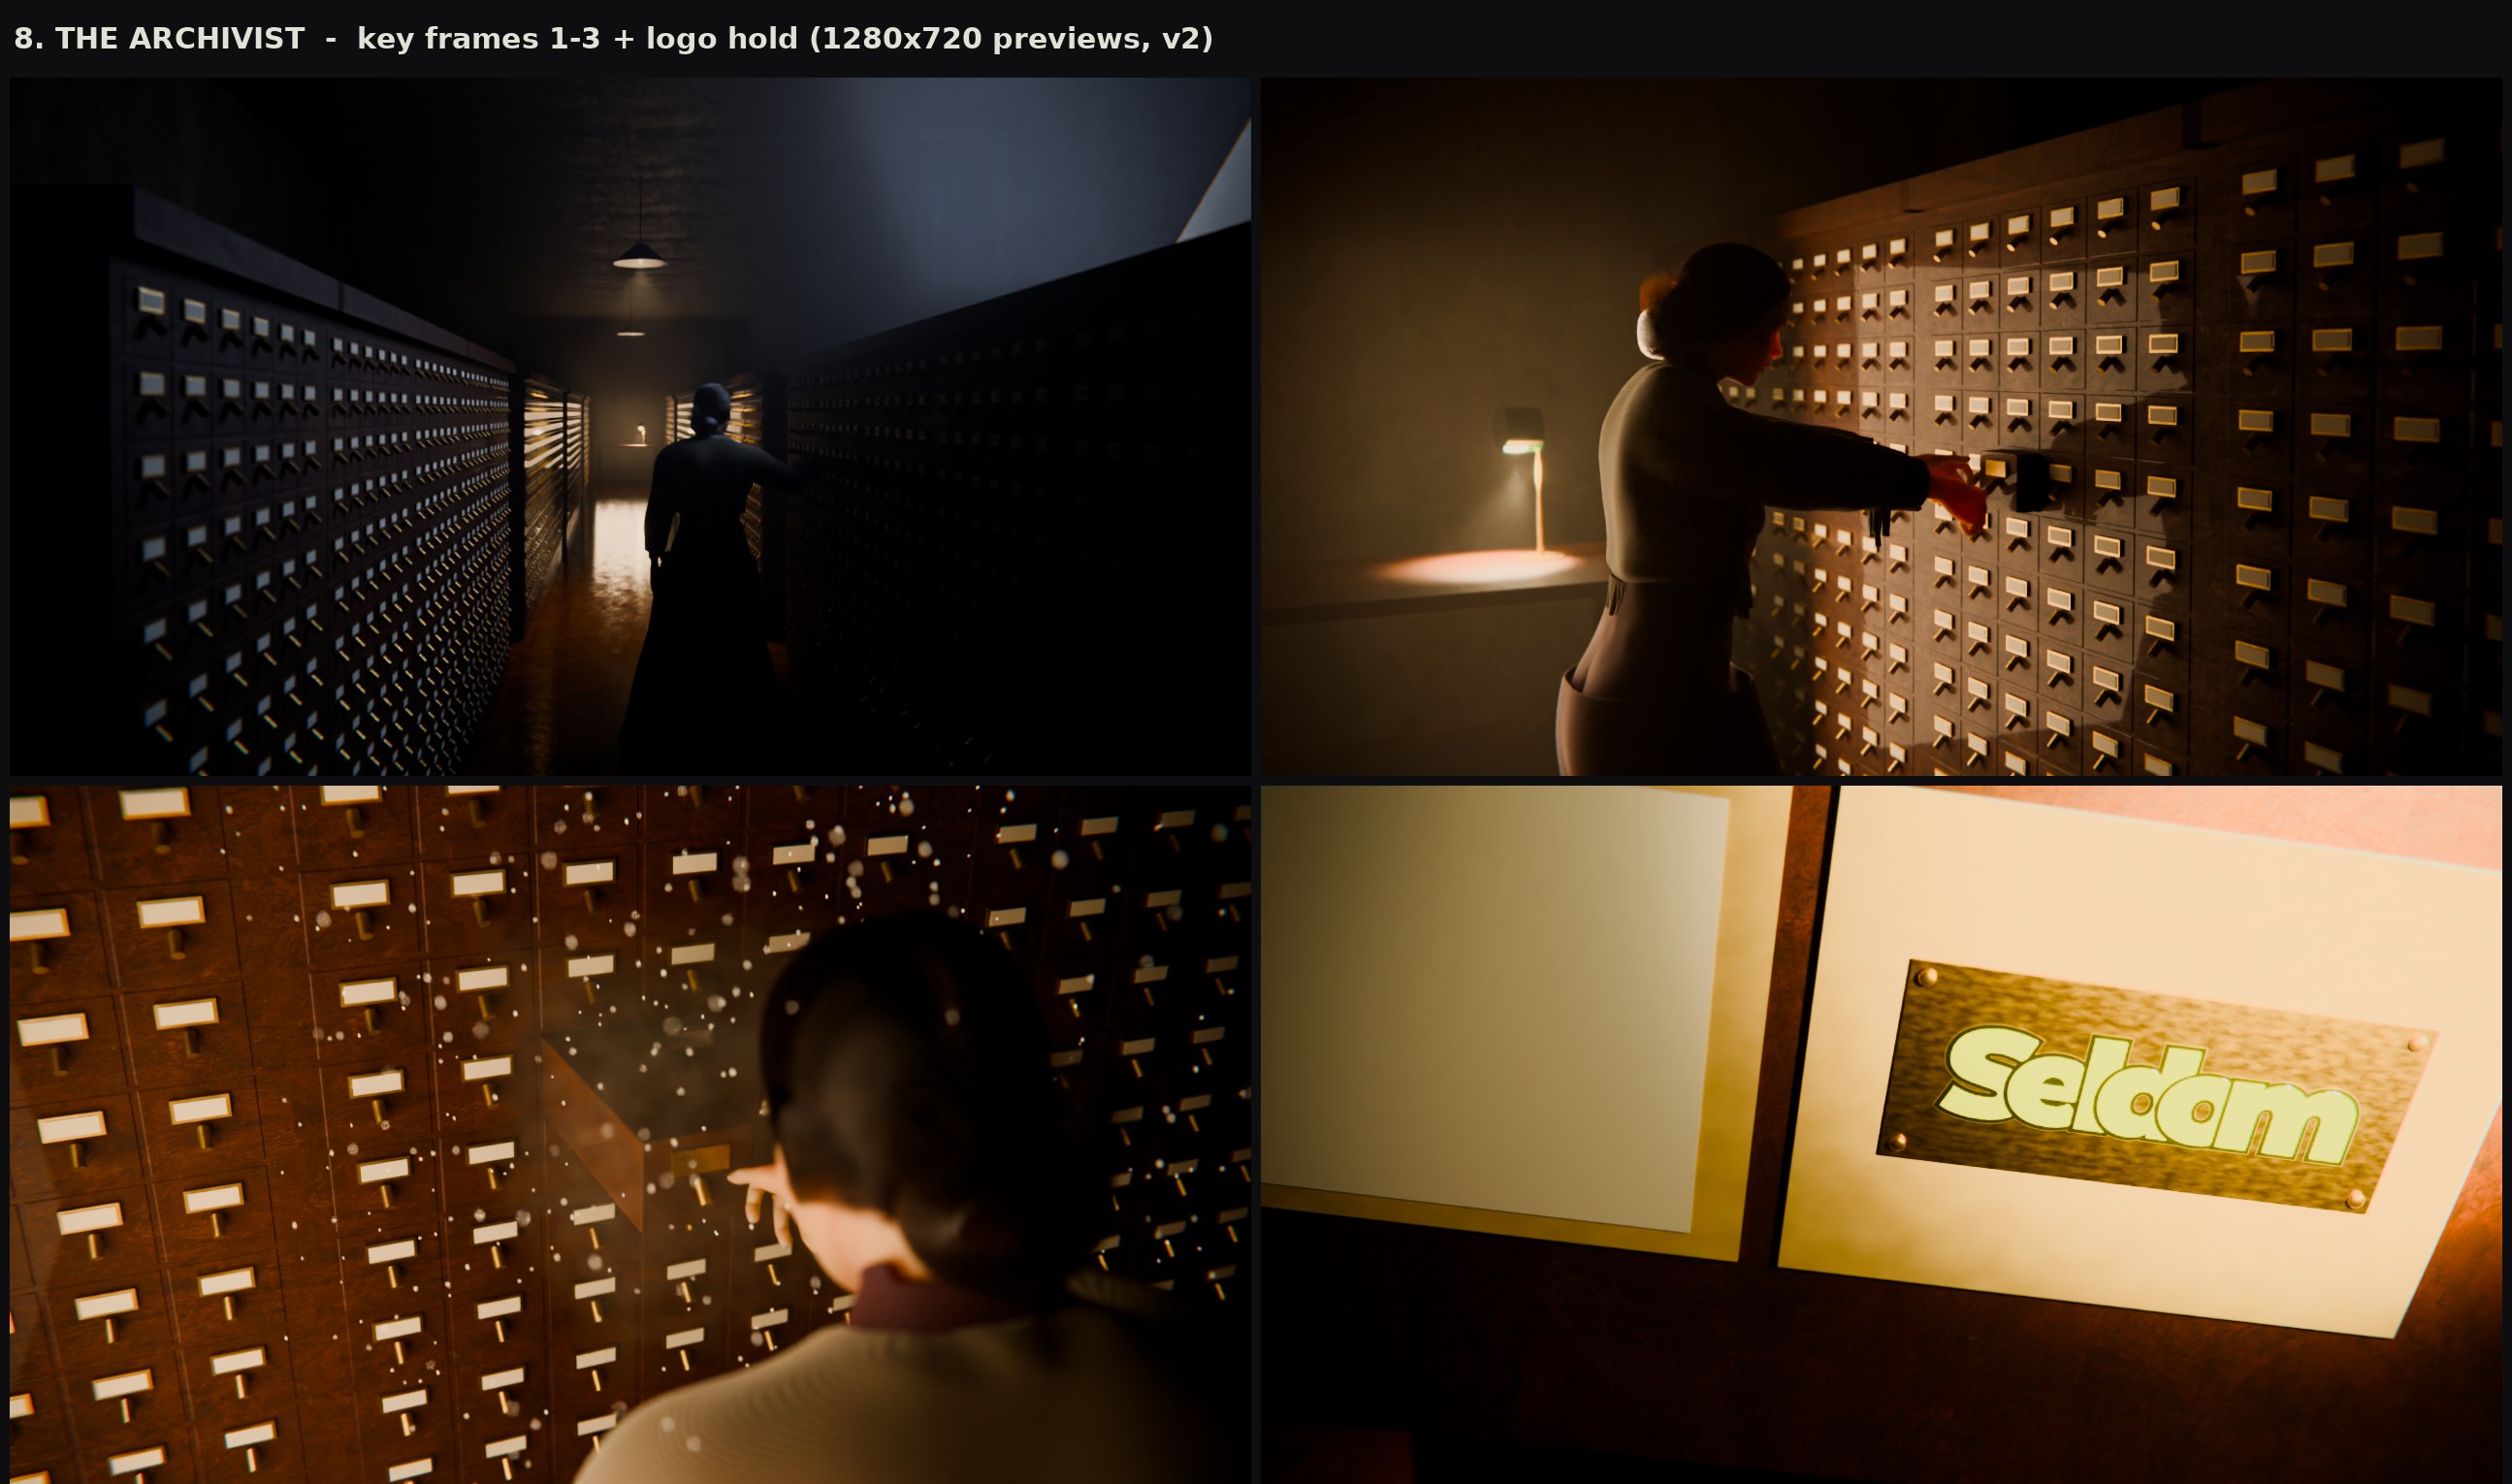 8. THE ARCHIVIST - key frames 1-3 + logo hold (1280x720 previews, v2)
Seldom